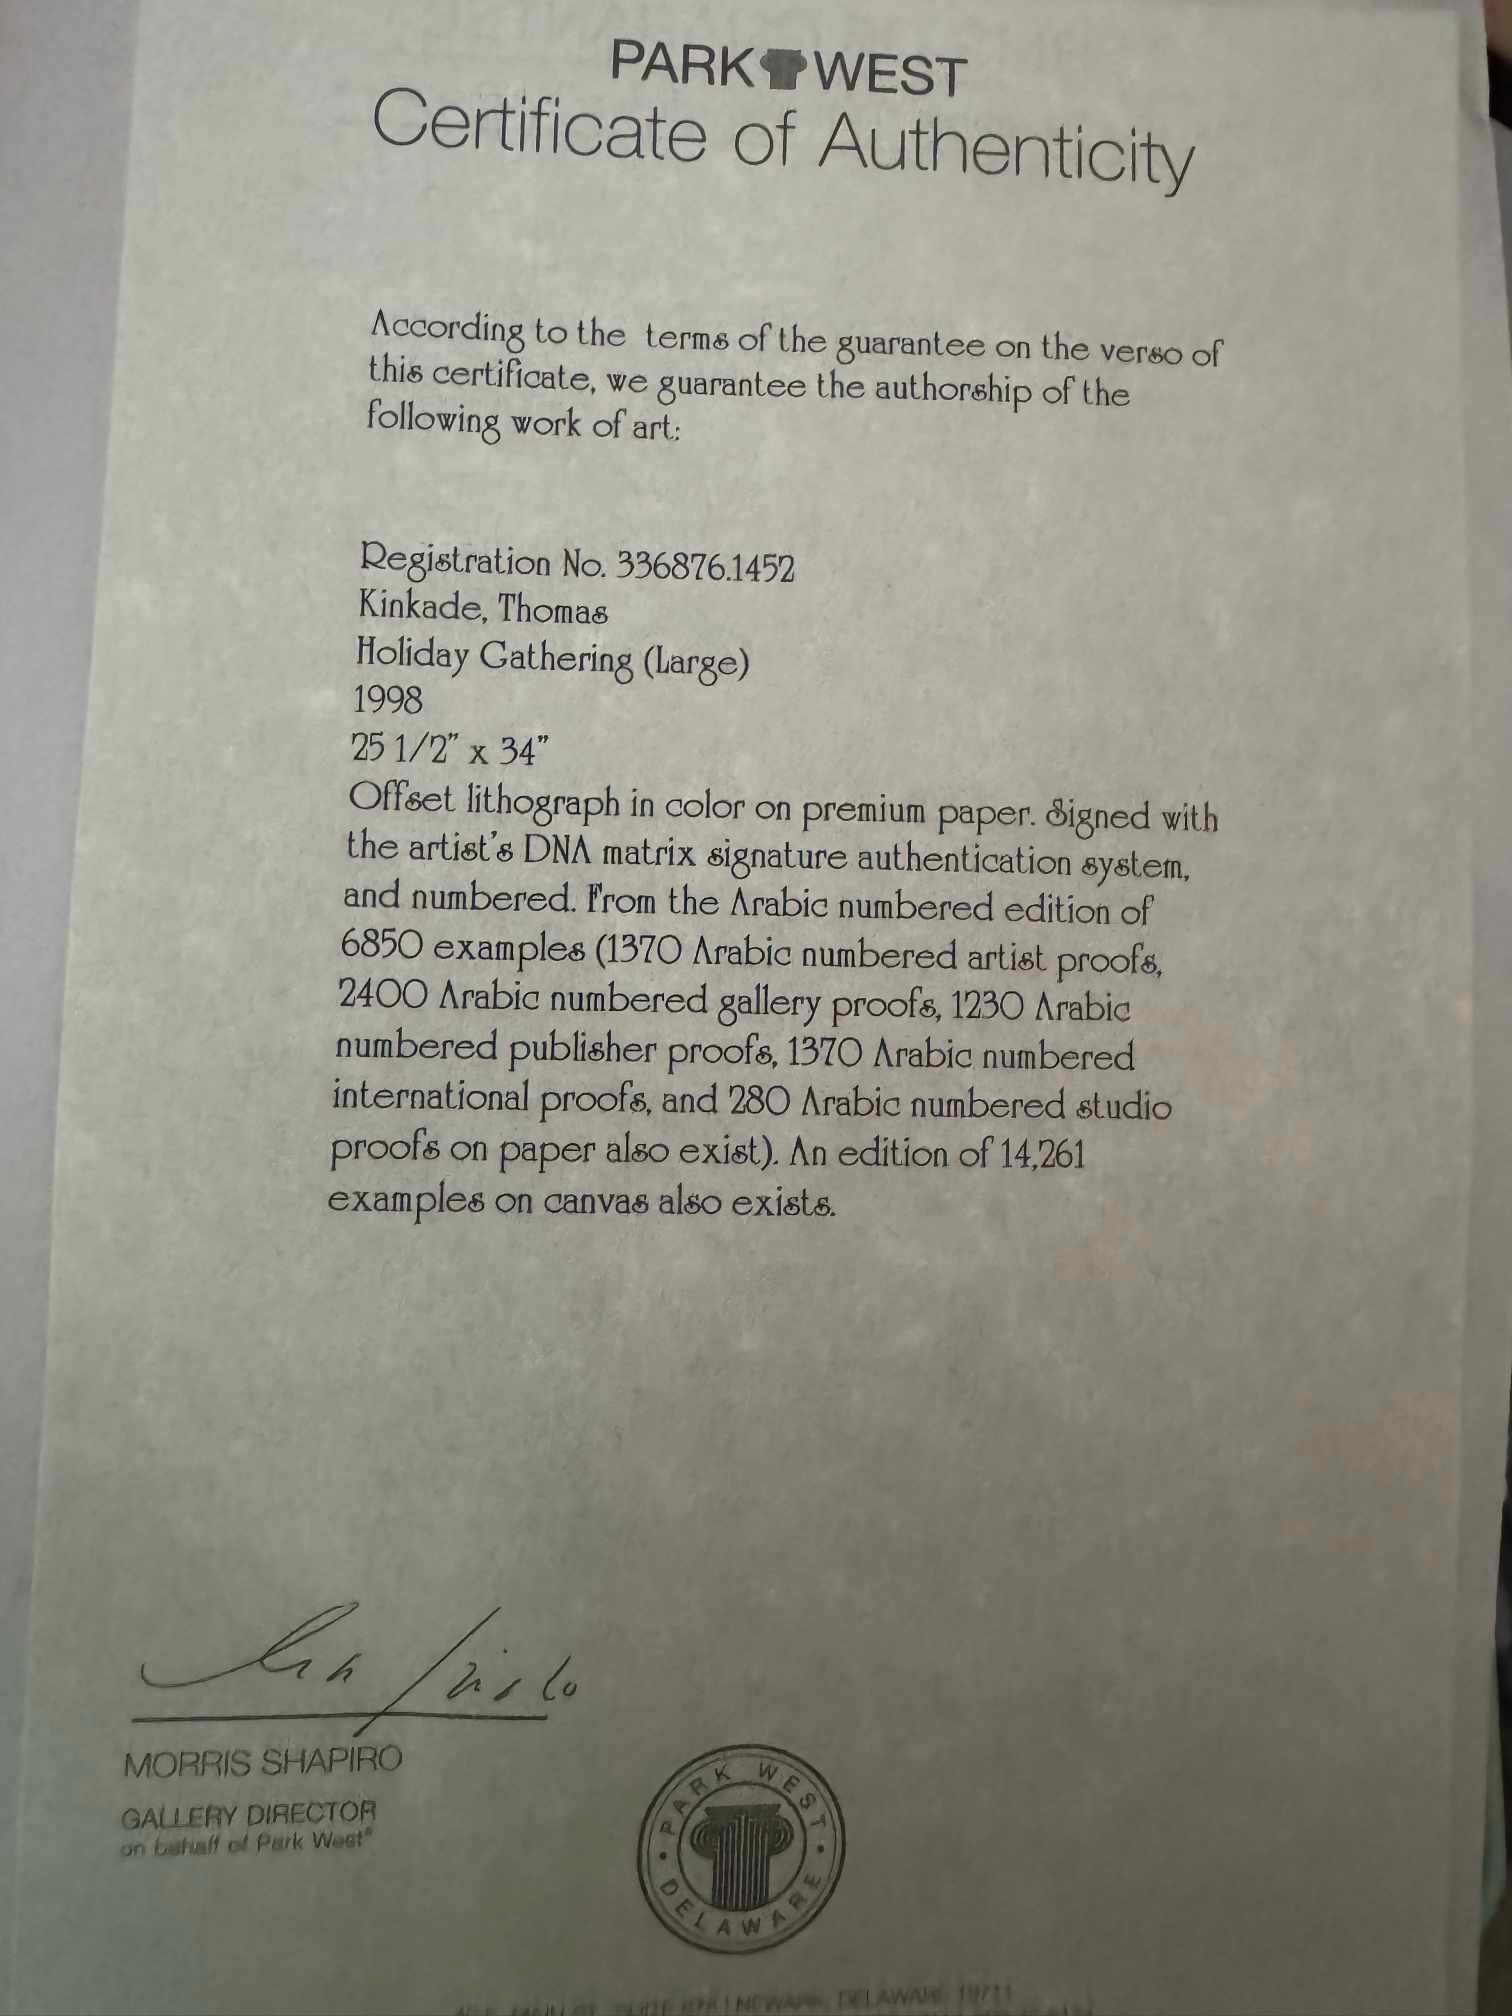 PARK WEST
Certificate of Authenticity
According to the terms of the guarantee on the verso of
this certificate, we guarantee the authorship of the
following work of art:
Registration No. 336876.1452
Kinkade, Thomas
Holiday Gathering (Large)
1998
25 1/2” x 34”
Offset lithograph in color on premium paper. Signed with
the artist’s DNA matrix signature authentication system,
and numbered. From the Arabic numbered edition of
6850 examples (1370 Arabic numbered artist proofs,
2400 Arabic numbered gallery proofs, 1230 Arabic
numbered publisher proofs, 1370 Arabic numbered
international proofs, and 280 Arabic numbered studio
proofs on paper also exist). An edition of 14,261
examples on canvas also exists.
MORRIS SHAPIRO
GALLERY DIRECTOR
on behalf of Park West®
PARK WEST
DELAWARE
NEWARK, DELAWARE 19711